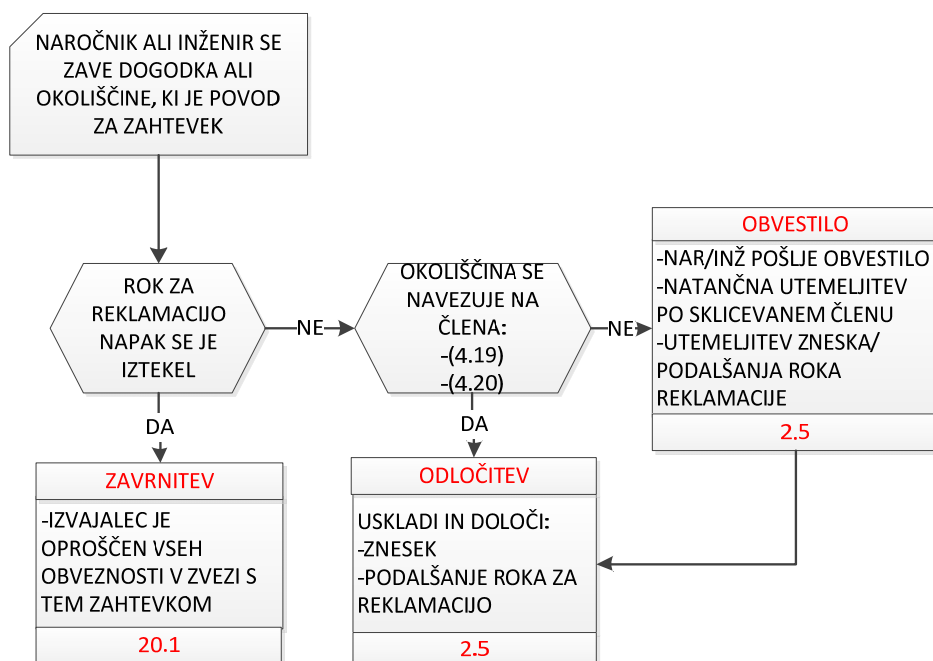 NAROČNIK ALI INŽENIR SE
ZAVE DOGODKA ALI
OKOLIŠČINE, KI JE POVOD
ZA ZAHTEVEK
ROK ZA
REKLAMACIJO
NAPAK SE JE
IZTEKEL
NE
OKOLIŠČINA SE
NAVEZUJE NA
ČLENA:
-(4.19)
-(4.20)
NE
OBVESTILO
-NAR/INŽ POŠLJE OBVESTILO
-NATANČNA UTEMELJITEV
PO SKLICEVANEM ČLENU
-UTEMELJITEV ZNESKA/
PODALŠANJA ROKA
REKLAMACIJE
2.5
DA
ZAVRNITEV
-IZVAJALEC JE
OPROŠČEN VSEH
OBVEZNOSTI V ZVEZI S
TEM ZAHTEVKOM
20.1
DA
ODLOČITEV
USKLADI IN DOLOČI:
-ZNESEK
-PODALŠANJE ROKA ZA
REKLAMACIJO
2.5